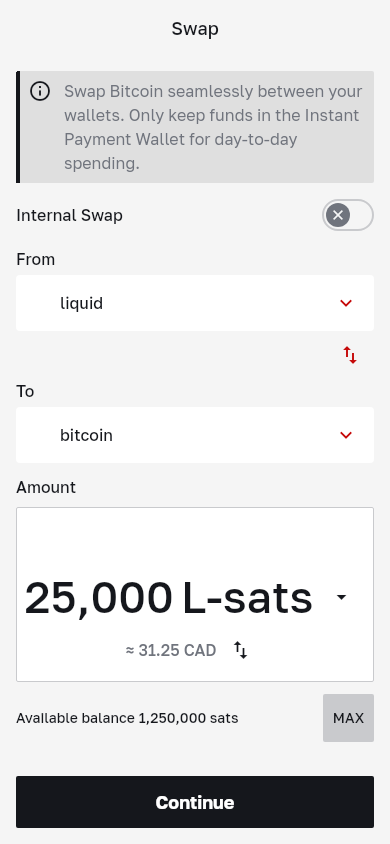 Swap
Swap Bitcoin seamlessly between your
wallets. Only keep funds in the Instant
Payment Wallet for day-to-day
spending.
Internal Swap
From
liquid
To
bitcoin
Amount
25,000 L-sats
≈ 31.25 CAD
Available balance 1,250,000 sats
MAX
Continue